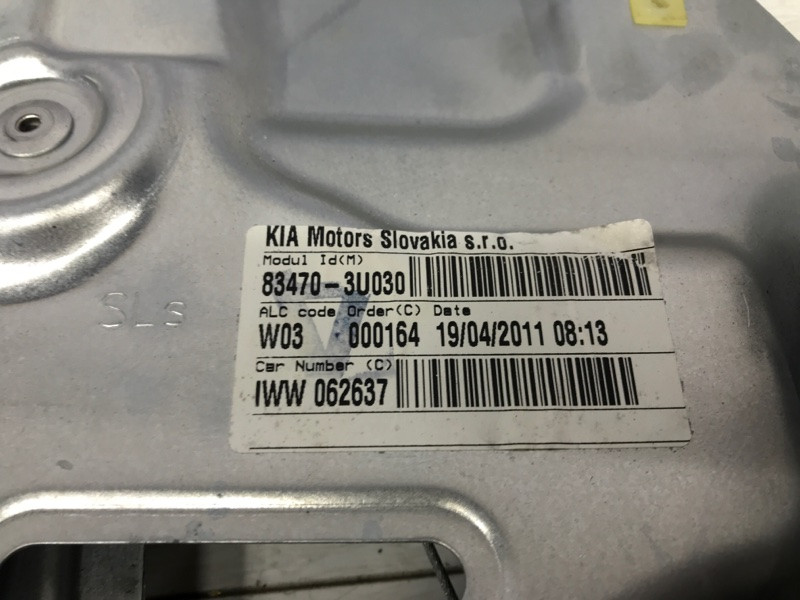 KIA Motors Slovakia s.r.o.
Modul Id(M)
83470-3U030
ALC code Order(C) Date
W03 000164 19/04/2011 08:13
Car Number (C)
IWW 062637
SLS